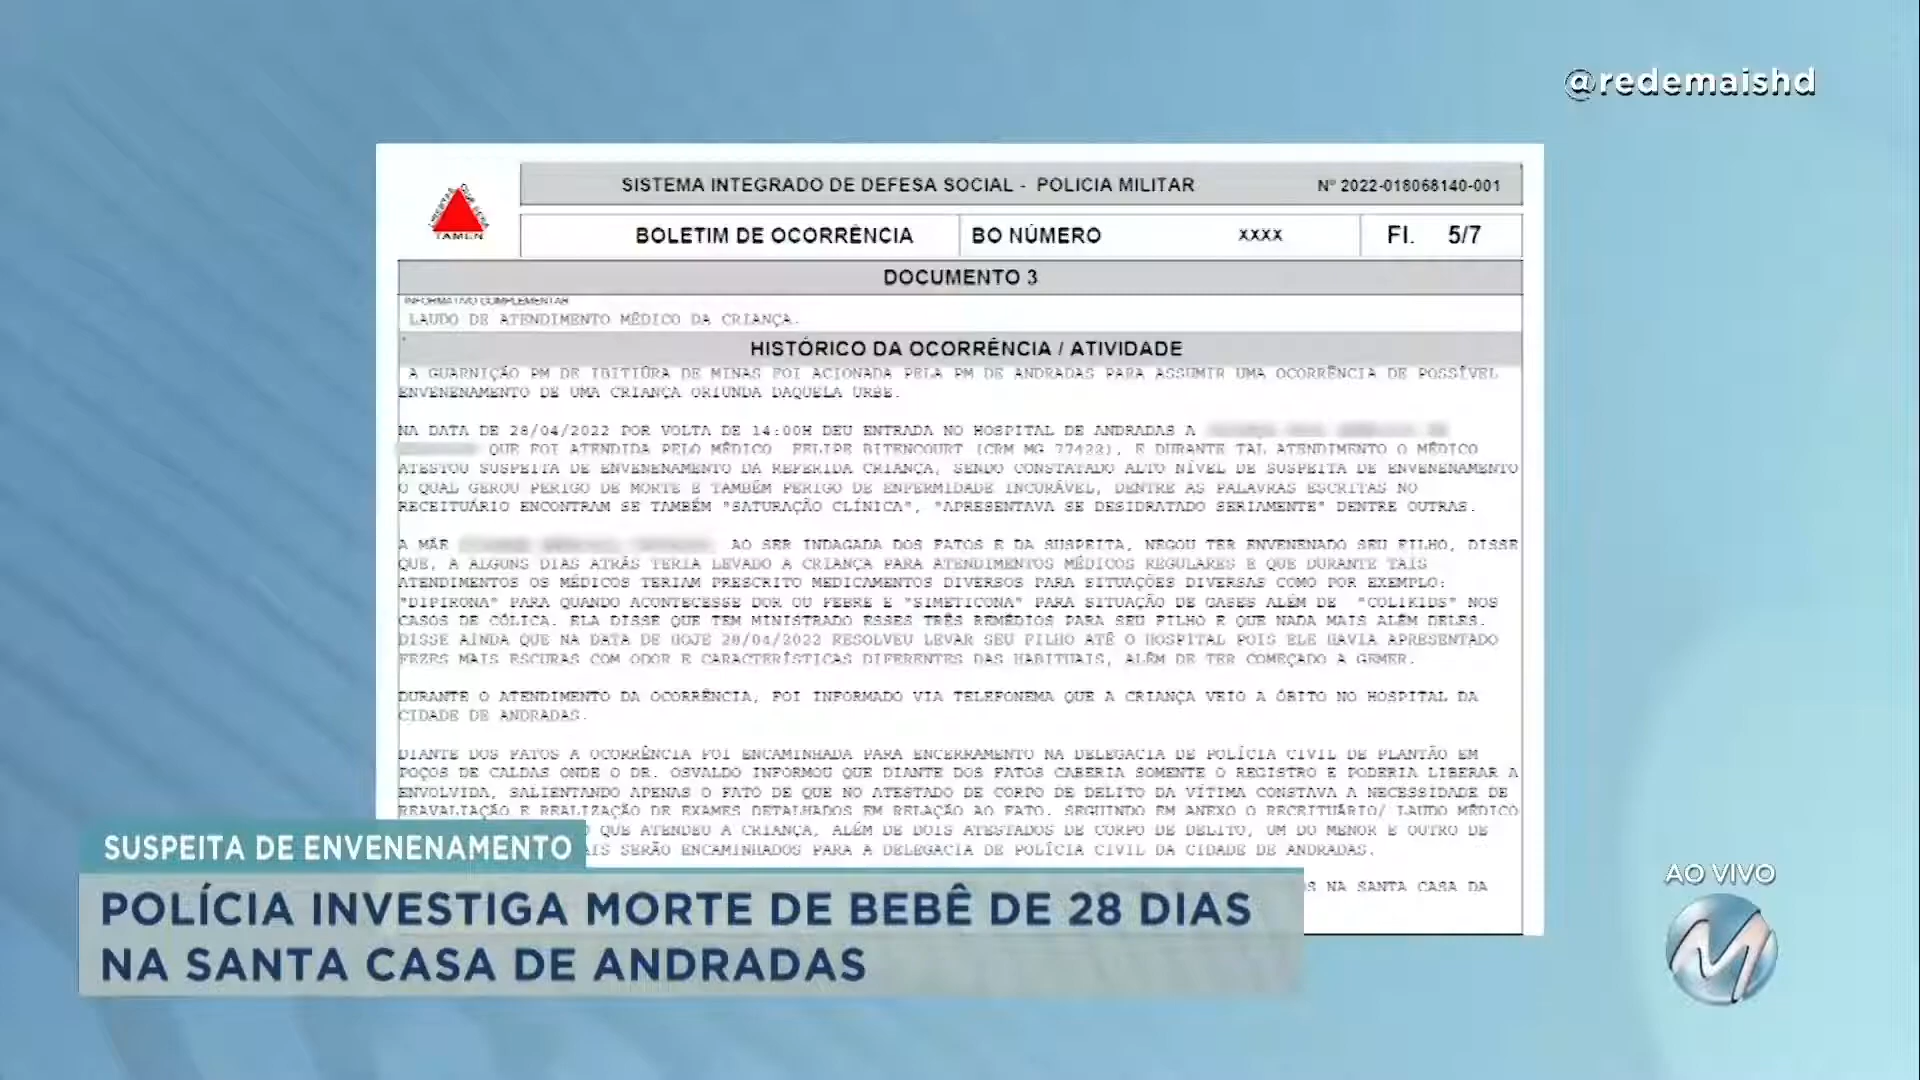 @redemaishd
SISTEMA INTEGRADO DE DEFESA SOCIAL - POLICIA MILITAR
Nº 2022-018068140-001
BOLETIM DE OCORRÊNCIA
BO NÚMERO
XXXX
Fl. 5/7
DOCUMENTO 3
INFORMATIVO COMPLEMENTAR
LAUDO DE ATENDIMENTO MÉDICO DA CRIANÇA.
HISTÓRICO DA OCORRÊNCIA / ATIVIDADE
A GUARNIÇÃO PM DE IBITIÚRA DE MINAS FOI ACIONADA PELA PM DE ANDRADAS PARA ASSUMIR UMA OCORRÊNCIA DE POSSÍVEL
ENVENENAMENTO DE UMA CRIANÇA ORIUNDA DAQUELA URBE.
NA DATA DE 28/04/2022 POR VOLTA DE 14:00H DEU ENTRADA NO HOSPITAL DE ANDRADAS A
QUE FOI ATENDIDA PELO MÉDICO FELIPE BITENCOURT (CRM MG 77422), E DURANTE TAL ATENDIMENTO O MÉDICO
ATESTOU SUSPEITA DE ENVENENAMENTO DA REFERIDA CRIANÇA, SENDO CONSTATADO ALTO NÍVEL DE SUSPEITA DE ENVENENAMENTO
O QUAL GEROU PERIGO DE MORTE E TAMBÉM PERIGO DE ENFERMIDADE INCURÁVEL, DENTRE AS PALAVRAS ESCRITAS NO
RECEITUÁRIO ENCONTRAM SE TAMBÉM "SATURAÇÃO CLÍNICA", "APRESENTAVA SE DESIDRATADO SERIAMENTE" DENTRE OUTRAS.
A MÃE AO SER INDAGADA DOS FATOS E DA SUSPEITA, NEGOU TER ENVENENADO SEU FILHO, DISSE
QUE, A ALGUNS DIAS ATRÁS TERIA LEVADO A CRIANÇA PARA ATENDIMENTOS MÉDICOS REGULARES E QUE DURANTE TAIS
ATENDIMENTOS OS MÉDICOS TERIAM PRESCRITO MEDICAMENTOS DIVERSOS PARA SITUAÇÕES DIVERSAS COMO POR EXEMPLO:
"DIPIRONA" PARA QUANDO ACONTECESSE DOR OU FEBRE E "SIMETICONA" PARA SITUAÇÃO DE GASES ALÉM DE "COLIKIDS" NOS
CASOS DE CÓLICA. ELA DISSE QUE TEM MINISTRADO ESSES TRÊS REMÉDIOS PARA SEU FILHO E QUE NADA MAIS ALÉM DELES.
DISSE AINDA QUE NA DATA DE HOJE 28/04/2022 RESOLVEU LEVAR SEU FILHO ATÉ O HOSPITAL POIS ELE HAVIA APRESENTADO
FEZES MAIS ESCURAS COM ODOR E CARACTERÍSTICAS DIFERENTES DAS HABITUAIS, ALÉM DE TER COMEÇADO A GEMER.
DURANTE O ATENDIMENTO DA OCORRÊNCIA, FOI INFORMADO VIA TELEFONEMA QUE A CRIANÇA VEIO A ÓBITO NO HOSPITAL DA
CIDADE DE ANDRADAS.
DIANTE DOS FATOS A OCORRÊNCIA FOI ENCAMINHADA PARA ENCERRAMENTO NA DELEGACIA DE POLÍCIA CIVIL DE PLANTÃO EM
POÇOS DE CALDAS ONDE O DR. OSVALDO INFORMOU QUE DIANTE DOS FATOS CABERIA SOMENTE O REGISTRO E PODERIA LIBERAR A
ENVOLVIDA, SALIENTANDO APENAS O FATO DE QUE NO ATESTADO DE CORPO DE DELITO DA VÍTIMA CONSTAVA A NECESSIDADE DE
REAVALIAÇÃO E REALIZAÇÃO DE EXAMES DETALHADOS EM RELAÇÃO AO FATO. SEGUINDO EM ANEXO O RECEITUÁRIO/ LAUDO MÉDICO
QUE ATENDEU A CRIANÇA, ALÉM DE DOIS ATESTADOS DE CORPO DE DELITO, UM DO MENOR E OUTRO DE
AIS SERÃO ENCAMINHADOS PARA A DELEGACIA DE POLÍCIA CIVIL DA CIDADE DE ANDRADAS.
S NA SANTA CASA DA
SUSPEITA DE ENVENENAMENTO
POLÍCIA INVESTIGA MORTE DE BEBÊ DE 28 DIAS
NA SANTA CASA DE ANDRADAS
AO VIVO